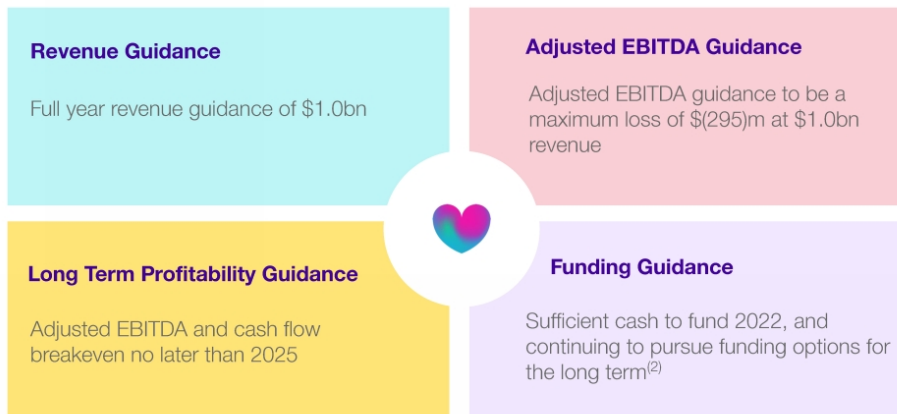 Revenue Guidance
Full year revenue guidance of $1.0bn
Adjusted EBITDA Guidance
Adjusted EBITDA guidance to be a
maximum loss of $(295)m at $1.0bn
revenue
Long Term Profitability Guidance
Adjusted EBITDA and cash flow
breakeven no later than 2025
Funding Guidance
Sufficient cash to fund 2022, and
continuing to pursue funding options for
the long term(2)